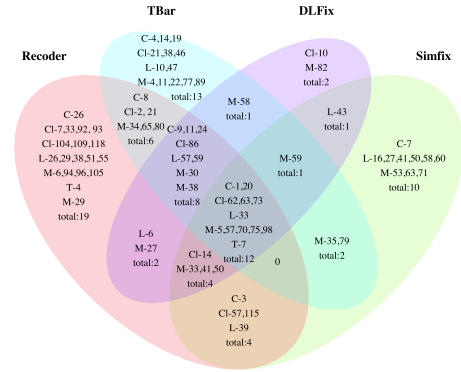 TBar
DLFix
Recoder
Simfix
C-4,14,19
Cl-21,38,46
L-10,47
M-4,11,22,77,89
total:13
Cl-10
M-82
total:2
C-8
Cl-2, 21
M-34,65,80
total:6
M-58
total:1
L-43
total:1
C-26
Cl-7,33,92, 93
Cl-104,109,118
L-26,29,38,51,55
M-6,94,96,105
T-4
M-29
total:19
C-9,11,24
Cl-86
L-57,59
M-30
M-38
total:8
M-59
total:1
C-7
L-16,27,41,50,58,60
M-53,63,71
total:10
C-1,20
Cl-62,63,73
L-33
M-5,57,70,75,98
T-7
total:12
L-6
M-27
total:2
M-35,79
total:2
Cl-14
M-33,41,50
total:4
0
C-3
Cl-57,115
L-39
total:4